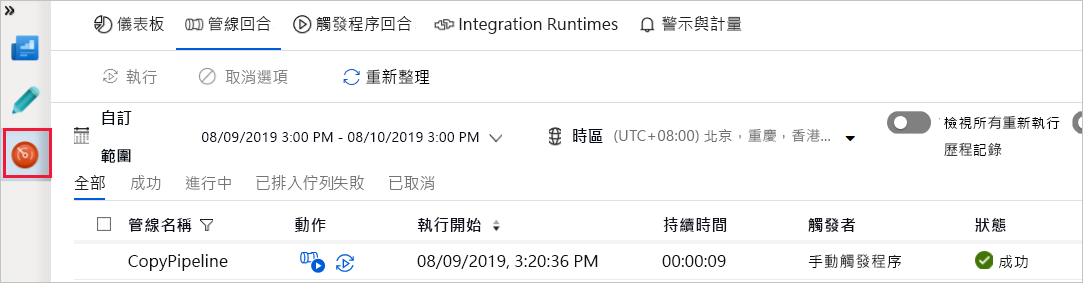 »
儀表板 管線回合 觸發程序回合 Integration Runtimes 警示與計量
執行 取消選項 重新整理
自訂
範圍
08/09/2019 3:00 PM - 08/10/2019 3:00 PM 時區 (UTC+08:00) 北京，重慶，香港...
檢視所有重新執行
歷程記錄
全部 成功 進行中 已排入佇列失敗 已取消
管線名稱 動作 執行開始 持續時間 觸發者 狀態
CopyPipeline 08/09/2019, 3:20:36 PM 00:00:09 手動觸發程序 成功